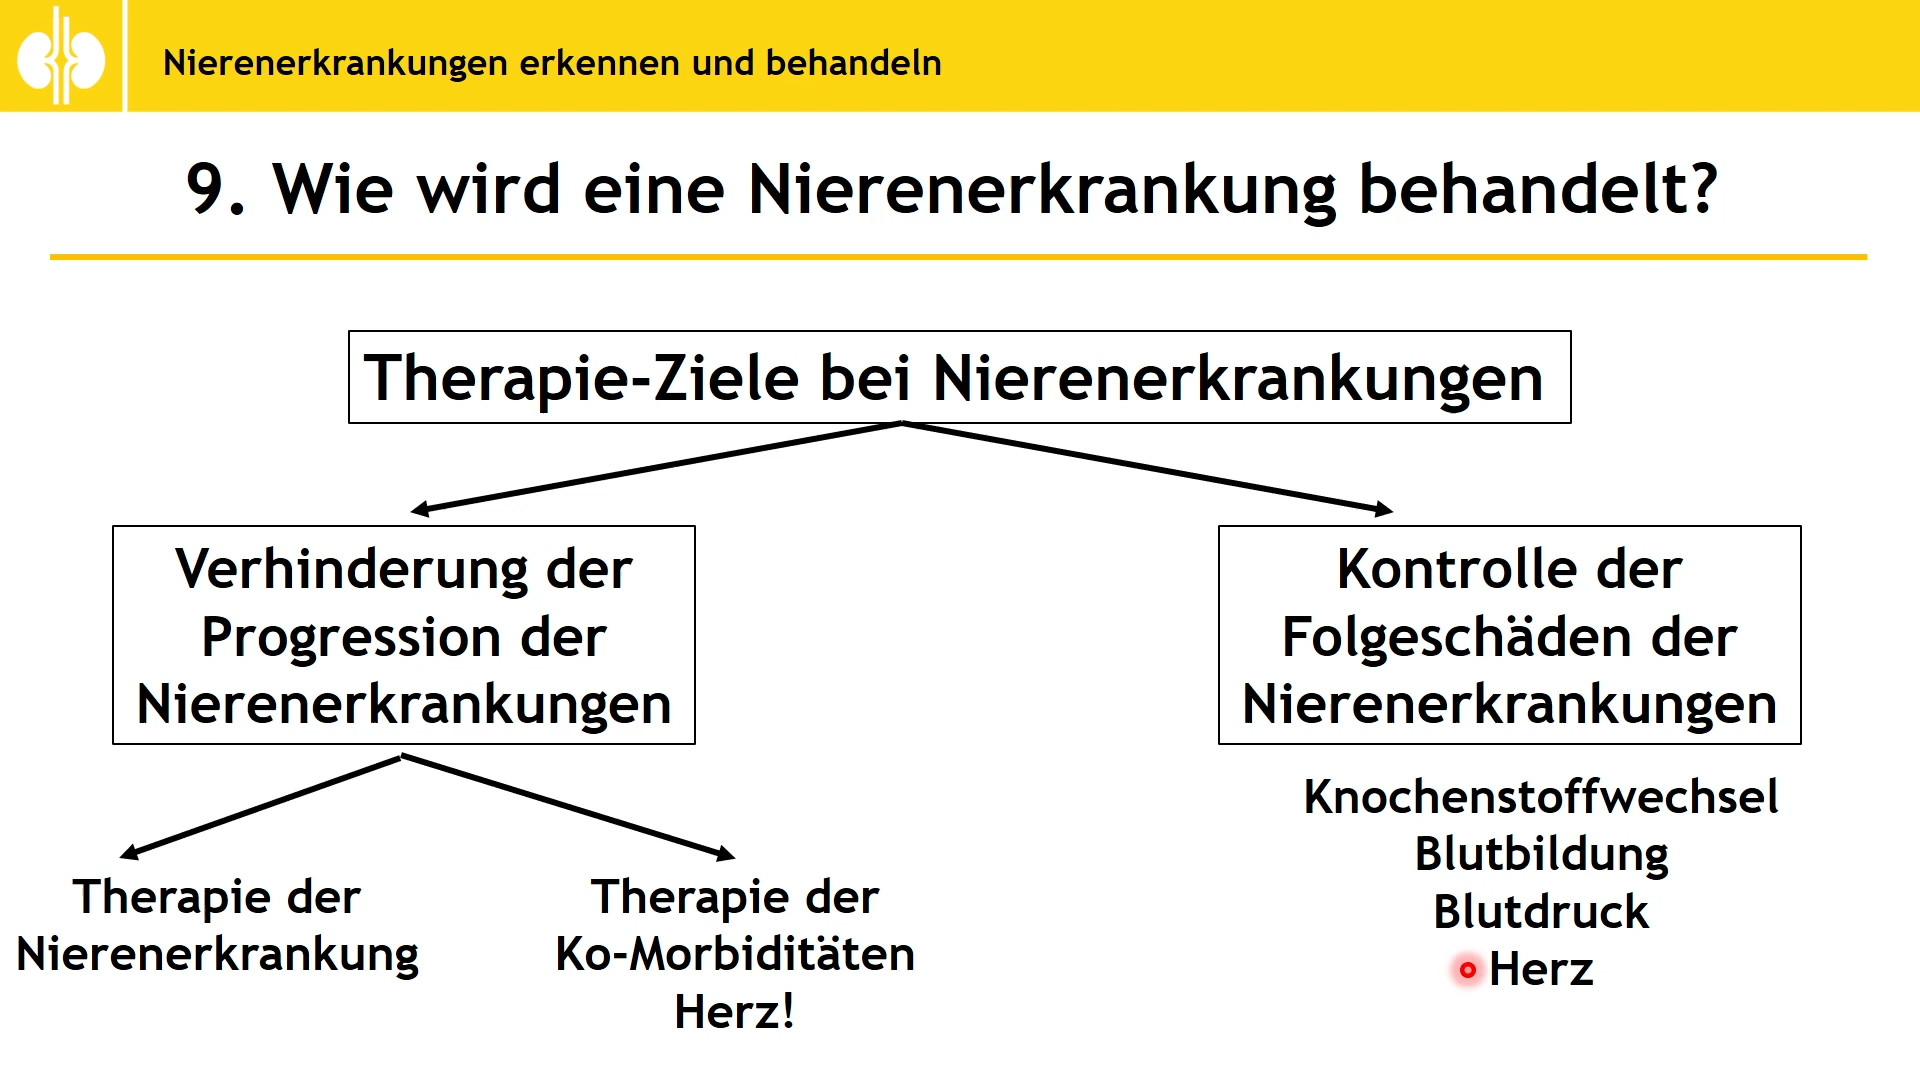 Nierenerkrankungen erkennen und behandeln
9. Wie wird eine Nierenerkrankung behandelt?
Therapie-Ziele bei Nierenerkrankungen
Verhinderung der
Progression der
Nierenerkrankungen
Kontrolle der
Folgeschäden der
Nierenerkrankungen
Therapie der
Nierenerkrankung
Therapie der
Ko-Morbiditäten
Herz!
Knochenstoffwechsel
Blutbildung
Blutdruck
Herz